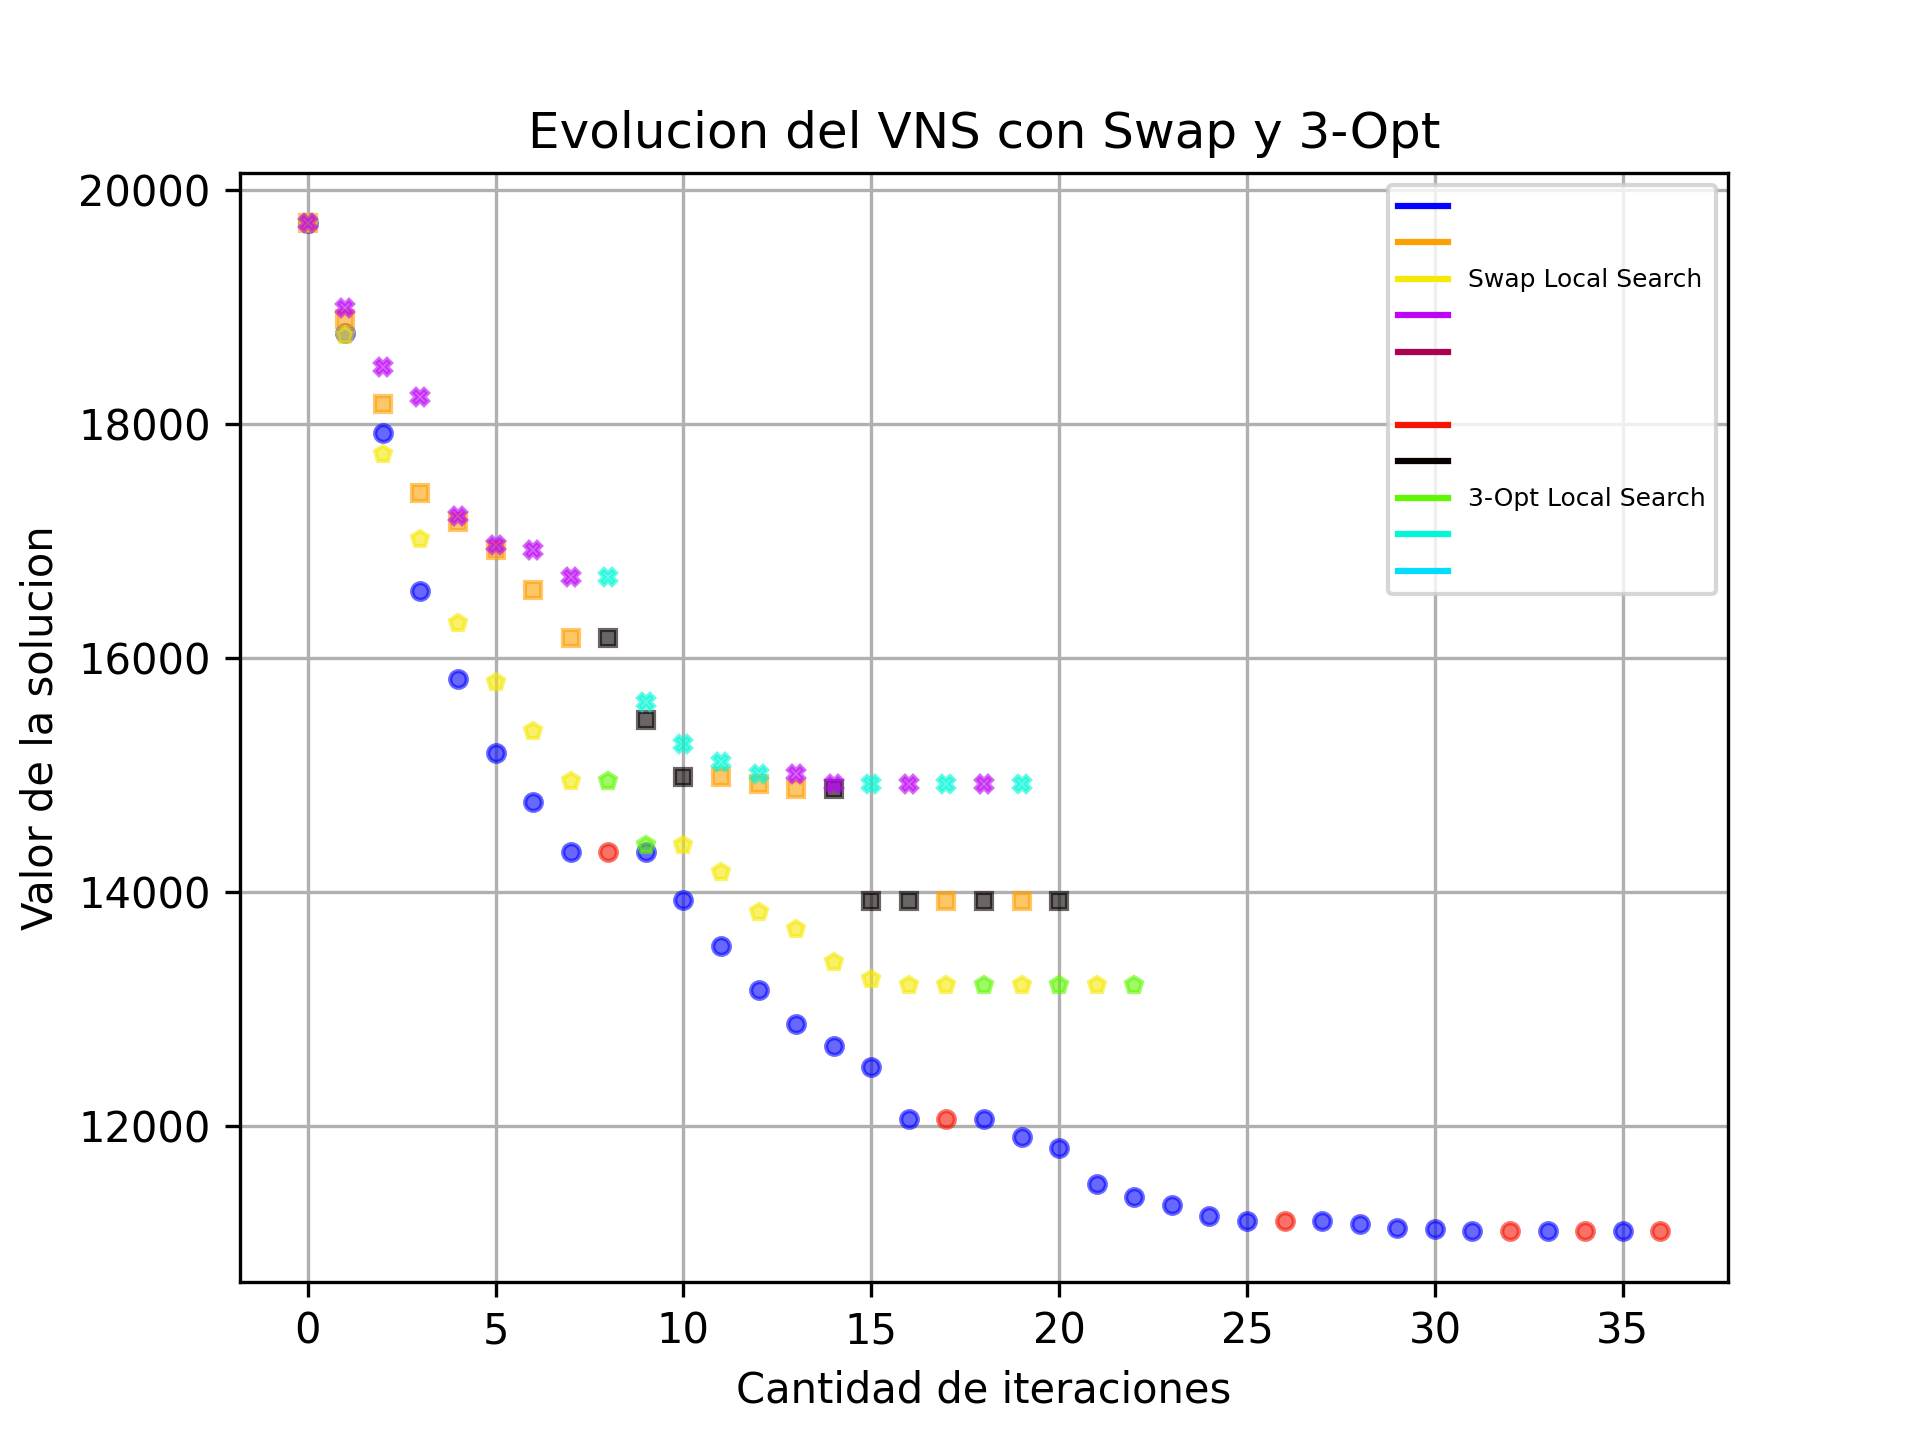 Evolucion del VNS con Swap y 3-Opt
20000
18000
16000
14000
12000
Valor de la solucion
Swap Local Search
3-Opt Local Search
0 5 10 15 20 25 30 35
Cantidad de iteraciones